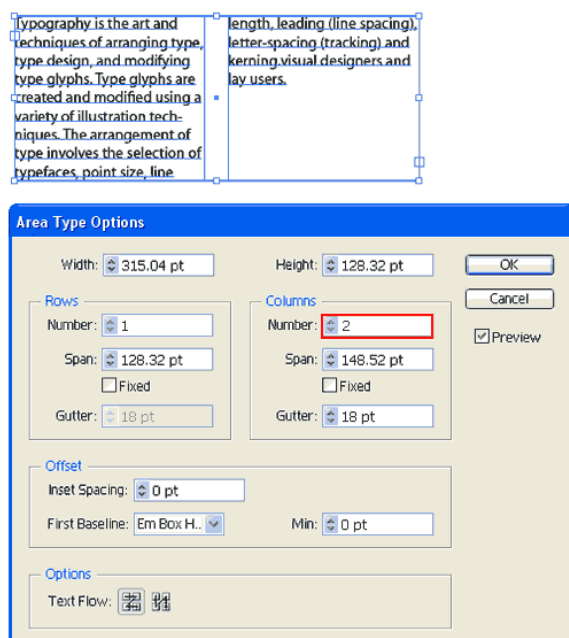 Typography is the art and
techniques of arranging type,
type design, and modifying
type glyphs. Type glyphs are
created and modified using a
variety of illustration tech-
niques. The arrangement of
type involves the selection of
typefaces, point size, line
length, leading (line spacing),
letter-spacing (tracking) and
kerning.visual designers and
lay users.
Area Type Options
Width: 315.04 pt
Height: 128.32 pt
OK
Cancel
Preview
Rows
Number: 1
Span: 128.32 pt
Fixed
Gutter: 18 pt
Columns
Number: 2
Span: 148.52 pt
Fixed
Gutter: 18 pt
Offset
Inset Spacing: 0 pt
First Baseline: Em Box H..
Min: 0 pt
Options
Text Flow: